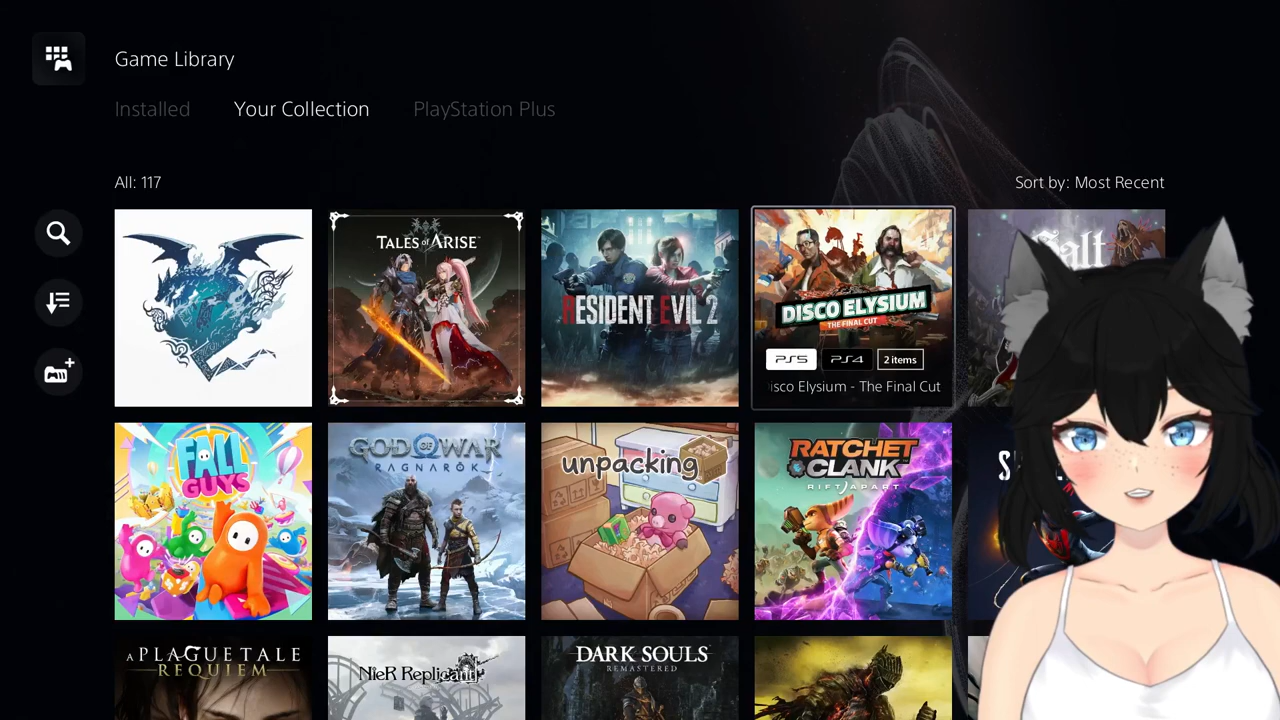 Game Library
Installed Your Collection PlayStation Plus
All: 117 Sort by: Most Recent
TALES of ARISE
RESIDENT EVIL 2
DISCO ELYSIUM
THE FINAL CUT
PS5 PS4 2 items
isco Elysium - The Final Cut
Salt
FALL GUYS
GOD OF WAR
RAGNARÖK
unpacking
RATCHET
CLANK
RIFT APART
A PLAGUE TALE
REQUIEM
NieR Replicant
DARK SOULS
REMASTERED